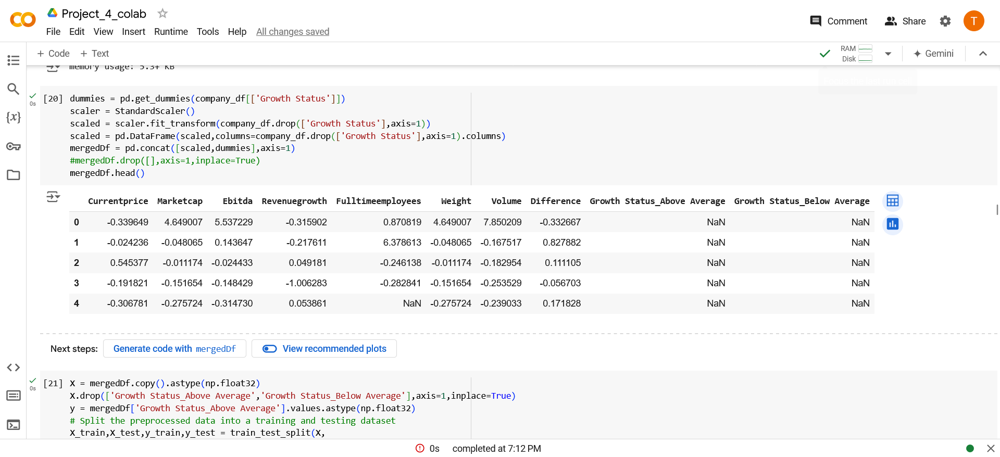 Project_4_colab
File Edit View Insert Runtime Tools Help All changes saved
Comment
Share
T
+ Code + Text
RAM
Disk
Gemini
memory usage: 5.3+ KB
0s
[20] dummies = pd.get_dummies(company_df[['Growth Status']])
scaler = StandardScaler()
scaled = scaler.fit_transform(company_df.drop(['Growth Status'],axis=1))
scaled = pd.DataFrame(scaled,columns=company_df.drop(['Growth Status'],axis=1).columns)
mergedDf = pd.concat([scaled,dummies],axis=1)
#mergedDf.drop([],axis=1,inplace=True)
mergedDf.head()
Currentprice Marketcap Ebitda Revenuegrowth Fulltimeemployees Weight Volume Difference Growth Status_Above Average Growth Status_Below Average
0 -0.339649 4.649007 5.537229 -0.315902 0.870819 4.649007 7.850209 -0.332667 NaN NaN
1 -0.024236 -0.048065 0.143647 -0.217611 6.378613 -0.048065 -0.167517 0.827882 NaN NaN
2 0.545377 -0.011174 -0.024433 0.049181 -0.246138 -0.011174 -0.182954 0.111105 NaN NaN
3 -0.191821 -0.151654 -0.148429 -1.006283 -0.282841 -0.151654 -0.253529 -0.056703 NaN NaN
4 -0.306781 -0.275724 -0.314730 0.053861 NaN -0.275724 -0.239033 0.171828 NaN NaN
Next steps: Generate code with mergedDf View recommended plots
0s
[21] X = mergedDf.copy().astype(np.float32)
X.drop(['Growth Status_Above Average','Growth Status_Below Average'],axis=1,inplace=True)
y = mergedDf['Growth Status_Above Average'].values.astype(np.float32)
# Split the preprocessed data into a training and testing dataset
X_train,X_test,y_train,y_test = train_test_split(X,
0s completed at 7:12 PM